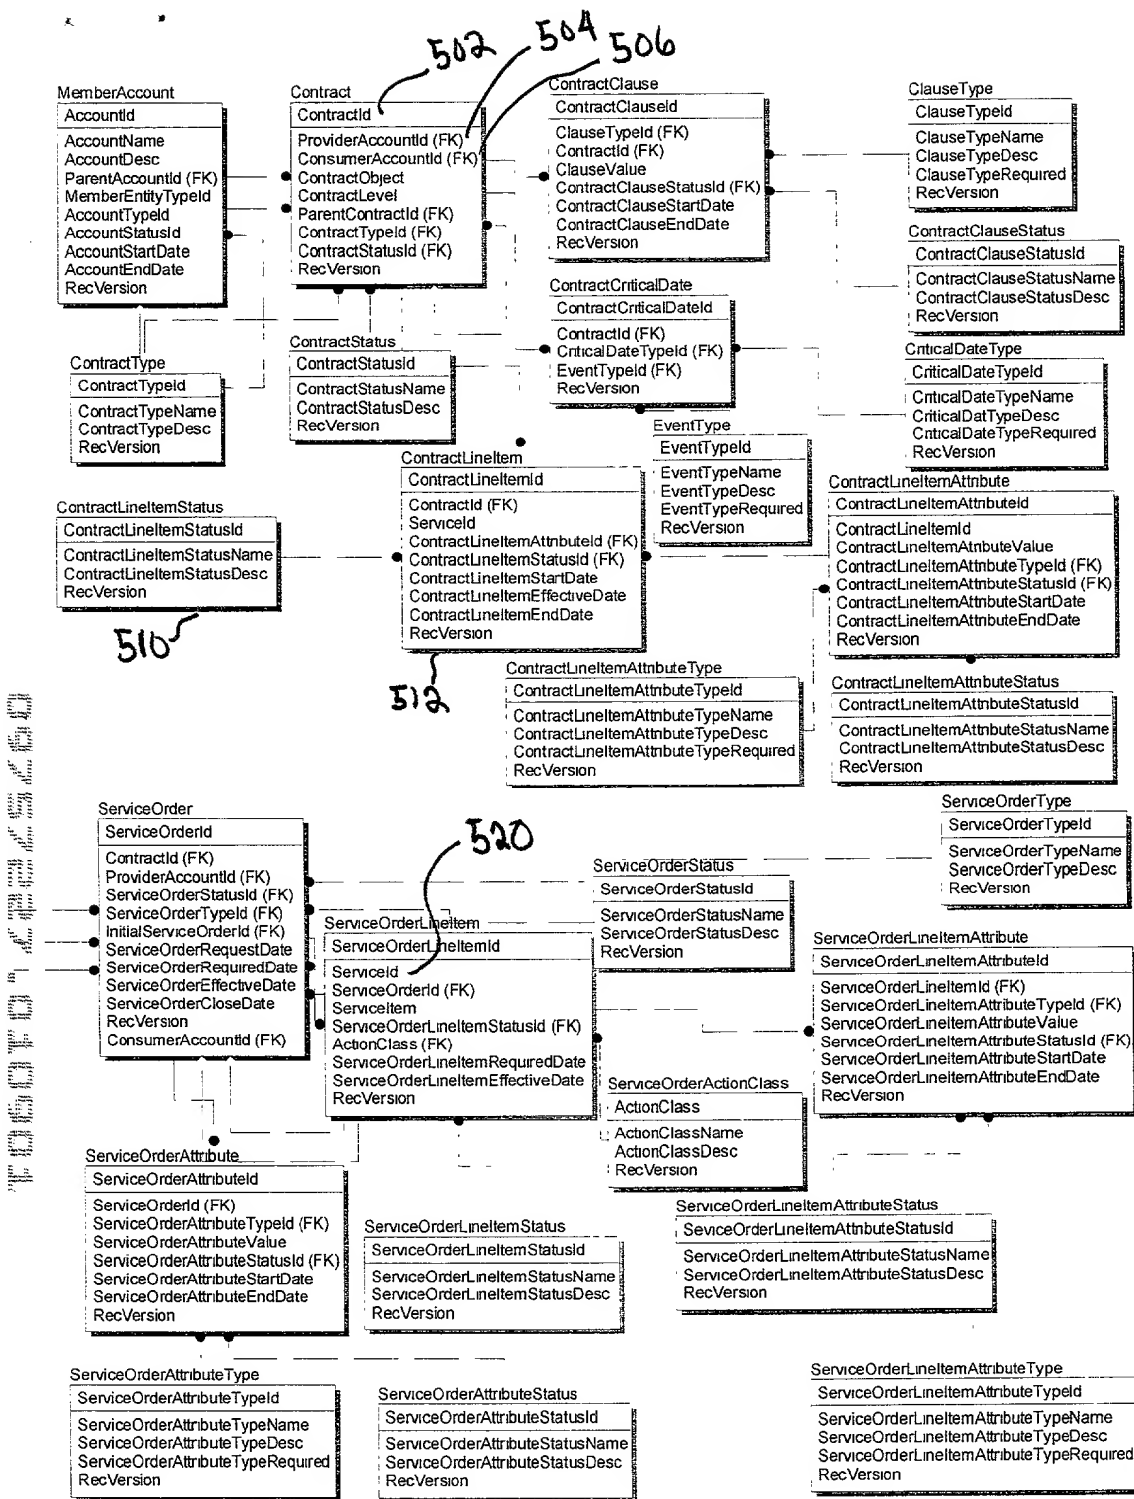 502
504
506
MemberAccount
AccountId
AccountName
AccountDesc
ParentAccountId (FK)
MemberEntityTypeId
AccountTypeId
AccountStatusId
AccountStartDate
AccountEndDate
RecVersion
Contract
ContractId
ProviderAccountId (FK)
ConsumerAccountId (FK)
ContractObject
ContractLevel
ParentContractId (FK)
ContractTypeId (FK)
ContractStatusId (FK)
RecVersion
ContractClause
ContractClauseId
ClauseTypeId (FK)
ContractId (FK)
ClauseValue
ContractClauseStatusId (FK)
ContractClauseStartDate
ContractClauseEndDate
RecVersion
ClauseType
ClauseTypeId
ClauseTypeName
ClauseTypeDesc
ClauseTypeRequired
RecVersion
ContractClauseStatus
ContractClauseStatusId
ContractClauseStatusName
ContractClauseStatusDesc
RecVersion
ContractType
ContractTypeId
ContractTypeName
ContractTypeDesc
RecVersion
ContractStatus
ContractStatusId
ContractStatusName
ContractStatusDesc
RecVersion
ContractCriticalDate
ContractCriticalDateId
ContractId (FK)
CriticalDateTypeId (FK)
EventTypeId (FK)
RecVersion
CriticalDateType
CriticalDateTypeId
CriticalDateTypeName
CriticalDatTypeDesc
CriticalDateTypeRequired
RecVersion
EventType
EventTypeId
EventTypeName
EventTypeDesc
EventTypeRequired
RecVersion
ContractLineItem
ContractLineItemId
ContractId (FK)
ServiceId
ContractLineItemAttributeId (FK)
ContractLineItemStatusId (FK)
ContractLineItemStartDate
ContractLineItemEffectiveDate
ContractLineItemEndDate
RecVersion
512
ContractLineItemAttribute
ContractLineItemAttributeId
ContractLineItemId
ContractLineItemAtributeValue
ContractLineItemAttributeTypeId (FK)
ContractLineItemAttributeStatusId (FK)
ContractLineItemAttributeStartDate
ContractLineItemAttributeEndDate
RecVersion
ContractLineItemStatus
ContractLineItemStatusId
ContractLineItemStatusName
ContractLineItemStatusDesc
RecVersion
510
ContractLineItemAttributeType
ContractLineItemAttributeTypeId
ContractLineItemAttributeTypeName
ContractLineItemAttributeTypeDesc
ContractLineItemAttributeTypeRequired
RecVersion
ContractLineItemAttributeStatus
ContractLineItemAttributeStatusId
ContractLineItemAttributeStatusName
ContractLineItemAttributeStatusDesc
RecVersion
ServiceOrder
ServiceOrderId
ContractId (FK)
ProviderAccountId (FK)
ServiceOrderStatusId (FK)
ServiceOrderTypeId (FK)
InitialServiceOrderId (FK)
ServiceOrderRequestDate
ServiceOrderRequiredDate
ServiceOrderEffectiveDate
ServiceOrderCloseDate
RecVersion
ConsumerAccountId (FK)
520
ServiceOrderLineItem
ServiceOrderLineItemId
ServiceId
ServiceOrderId (FK)
ServiceItem
ServiceOrderLineItemStatusId (FK)
ActionClass (FK)
ServiceOrderLineItemRequiredDate
ServiceOrderLineItemEffectiveDate
RecVersion
ServiceOrderStatus
ServiceOrderStatusId
ServiceOrderStatusName
ServiceOrderStatusDesc
RecVersion
ServiceOrderType
ServiceOrderTypeId
ServiceOrderTypeName
ServiceOrderTypeDesc
RecVersion
ServiceOrderLineItemAttribute
ServiceOrderLineItemAttributeId
ServiceOrderLineItemId (FK)
ServiceOrderLineItemAttributeTypeId (FK)
ServiceOrderLineItemAttributeValue
ServiceOrderLineItemAttributeStatusId (FK)
ServiceOrderLineItemAttributeStartDate
ServiceOrderLineItemAttributeEndDate
RecVersion
ServiceOrderActionClass
ActionClass
ActionClassName
ActionClassDesc
RecVersion
ServiceOrderAttribute
ServiceOrderAttributeId
ServiceOrderId (FK)
ServiceOrderAttributeTypeId (FK)
ServiceOrderAttributeValue
ServiceOrderAttributeStatusId (FK)
ServiceOrderAttributeStartDate
ServiceOrderAttributeEndDate
RecVersion
ServiceOrderLineItemStatus
ServiceOrderLineItemStatusId
ServiceOrderLineItemStatusName
ServiceOrderLineItemStatusDesc
RecVersion
ServiceOrderLineItemAttributeStatus
SeviceOrderLineItemAttributeStatusId
ServiceOrderLineItemAttributeStatusName
ServiceOrderLineItemAttributeStatusDesc
RecVersion
ServiceOrderAttributeType
ServiceOrderAttributeTypeId
ServiceOrderAttributeTypeName
ServiceOrderAttributeTypeDesc
ServiceOrderAttributeTypeRequired
RecVersion
ServiceOrderAttributeStatus
ServiceOrderAttributeStatusId
ServiceOrderAttributeStatusName
ServiceOrderAttributeStatusDesc
RecVersion
ServiceOrderLineItemAttributeType
ServiceOrderLineItemAttributeTypeId
ServiceOrderLineItemAttributeTypeName
ServiceOrderLineItemAttributeTypeDesc
ServiceOrderLineItemAttributeTypeRequired
RecVersion